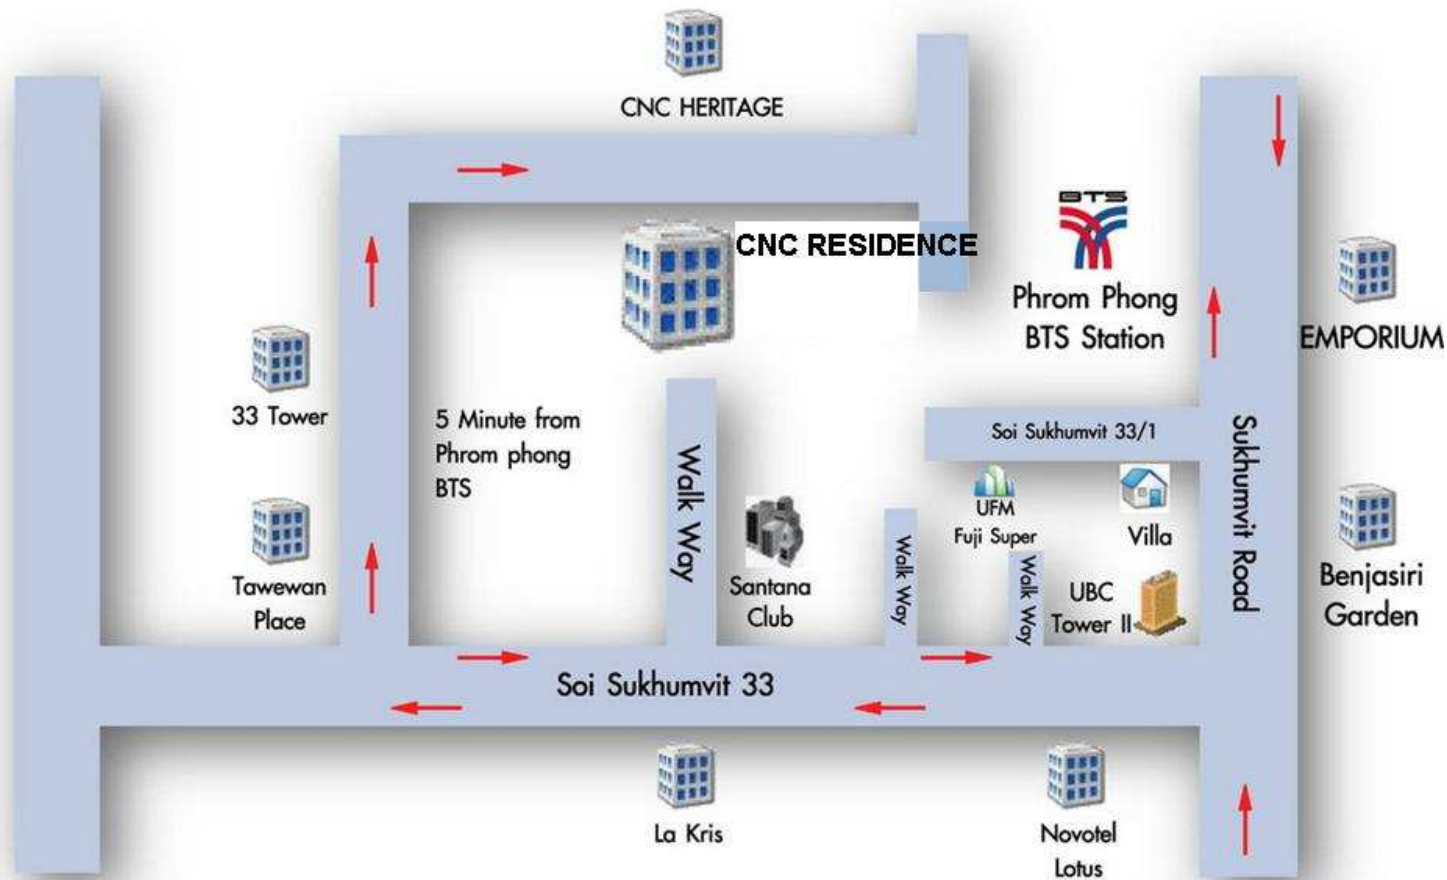 CNC HERITAGE
BTS
CNC RESIDENCE
Phrom Phong
BTS Station
EMPORIUM
33 Tower
5 Minute from
Phrom phong
BTS
Walk Way
Soi Sukhumvit 33/1
Sukhumvit Road
UFM
Fuji Super
Villa
Tawewan
Place
Santana
Club
Walk Way
Walk Way
UBC
Tower II
Benjasiri
Garden
Soi Sukhumvit 33
La Kris
Novotel
Lotus